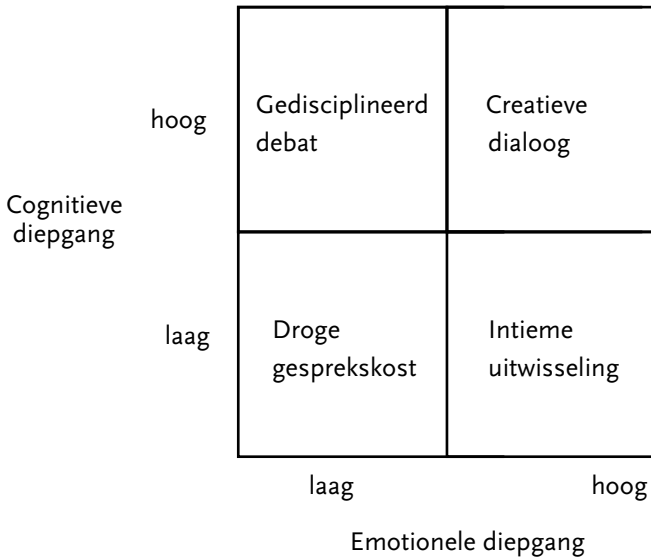 hoog
Gedisciplineerd
debat
Creatieve
dialoog
Cognitieve
diepgang
laag
Droge
gesprekskost
Intieme
uitwisseling
laag
hoog
Emotionele diepgang